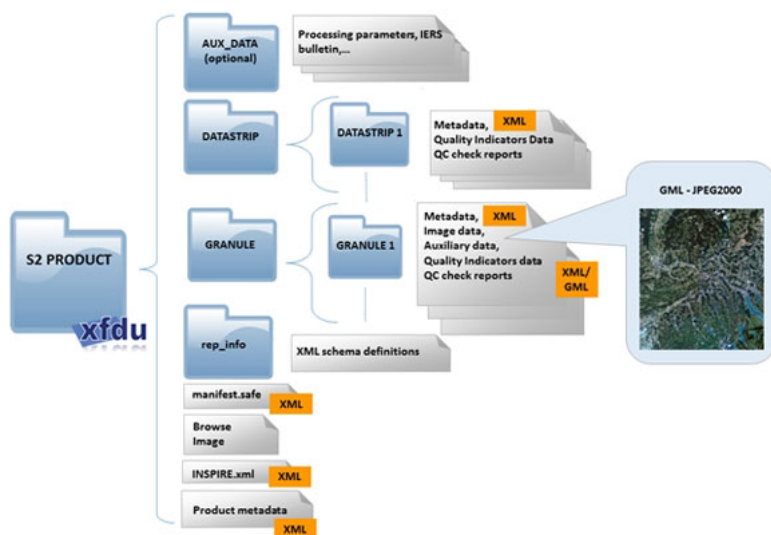 AUX_DATA
(optional)
Processing parameters, IERS
bulletin,...
DATASTRIP
DATASTRIP 1
Metadata,
XML
Quality Indicators Data
QC check reports
GML - JPEG2000
S2 PRODUCT
xfdu
GRANULE
GRANULE 1
Metadata,
XML
Image data,
Auxiliary data,
Quality Indicators data
QC check reports
XML/
GML
rep_info
XML schema definitions
manifest.safe
XML
Browse
Image
INSPIRE.xml
XML
Product metadata
XML